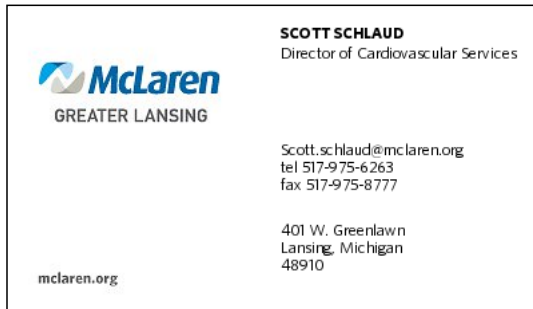 McLaren
GREATER LANSING
mclaren.org
SCOTT SCHLAUD
Director of Cardiovascular Services
Scott.schlaud@mclaren.org
tel 517-975-6263
fax 517-975-8777
401 W. Greenlawn
Lansing, Michigan
48910